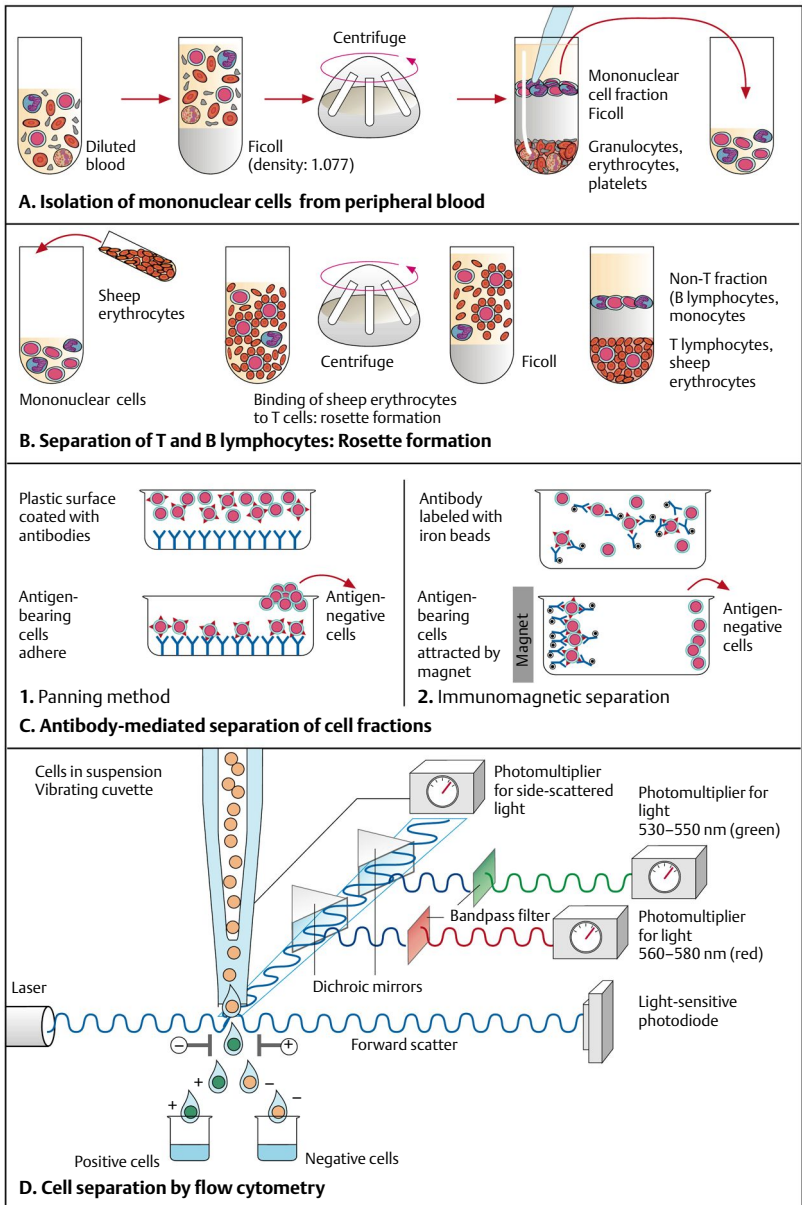 Centrifuge
Diluted
blood
Ficoll
(density: 1.077)
Mononuclear
cell fraction
Ficoll
Granulocytes,
erythrocytes,
platelets
A. Isolation of mononuclear cells from peripheral blood
Sheep
erythrocytes
Mononuclear cells
Centrifuge
Binding of sheep erythrocytes
to T cells: rosette formation
Ficoll
Non-T fraction
(B lymphocytes,
monocytes
T lymphocytes,
sheep
erythrocytes
B. Separation of T and B lymphocytes: Rosette formation
Plastic surface
coated with
antibodies
Antigen-
bearing
cells
adhere
Antigen-
negative
cells
1. Panning method
Antibody
labeled with
iron beads
Antigen-
bearing
cells
attracted by
magnet
Magnet
Antigen-
negative
cells
2. Immunomagnetic separation
C. Antibody-mediated separation of cell fractions
Cells in suspension
Vibrating cuvette
Photomultiplier
for side-scattered
light
Photomultiplier for
light
530–550 nm (green)
Bandpass filter
Photomultiplier
for light
560–580 nm (red)
Dichroic mirrors
Laser
Light-sensitive
photodiode
Forward scatter
− +
+ −
+ −
Positive cells
Negative cells
D. Cell separation by flow cytometry